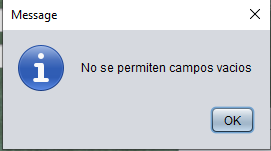 Message
No se permiten campos vacios
OK